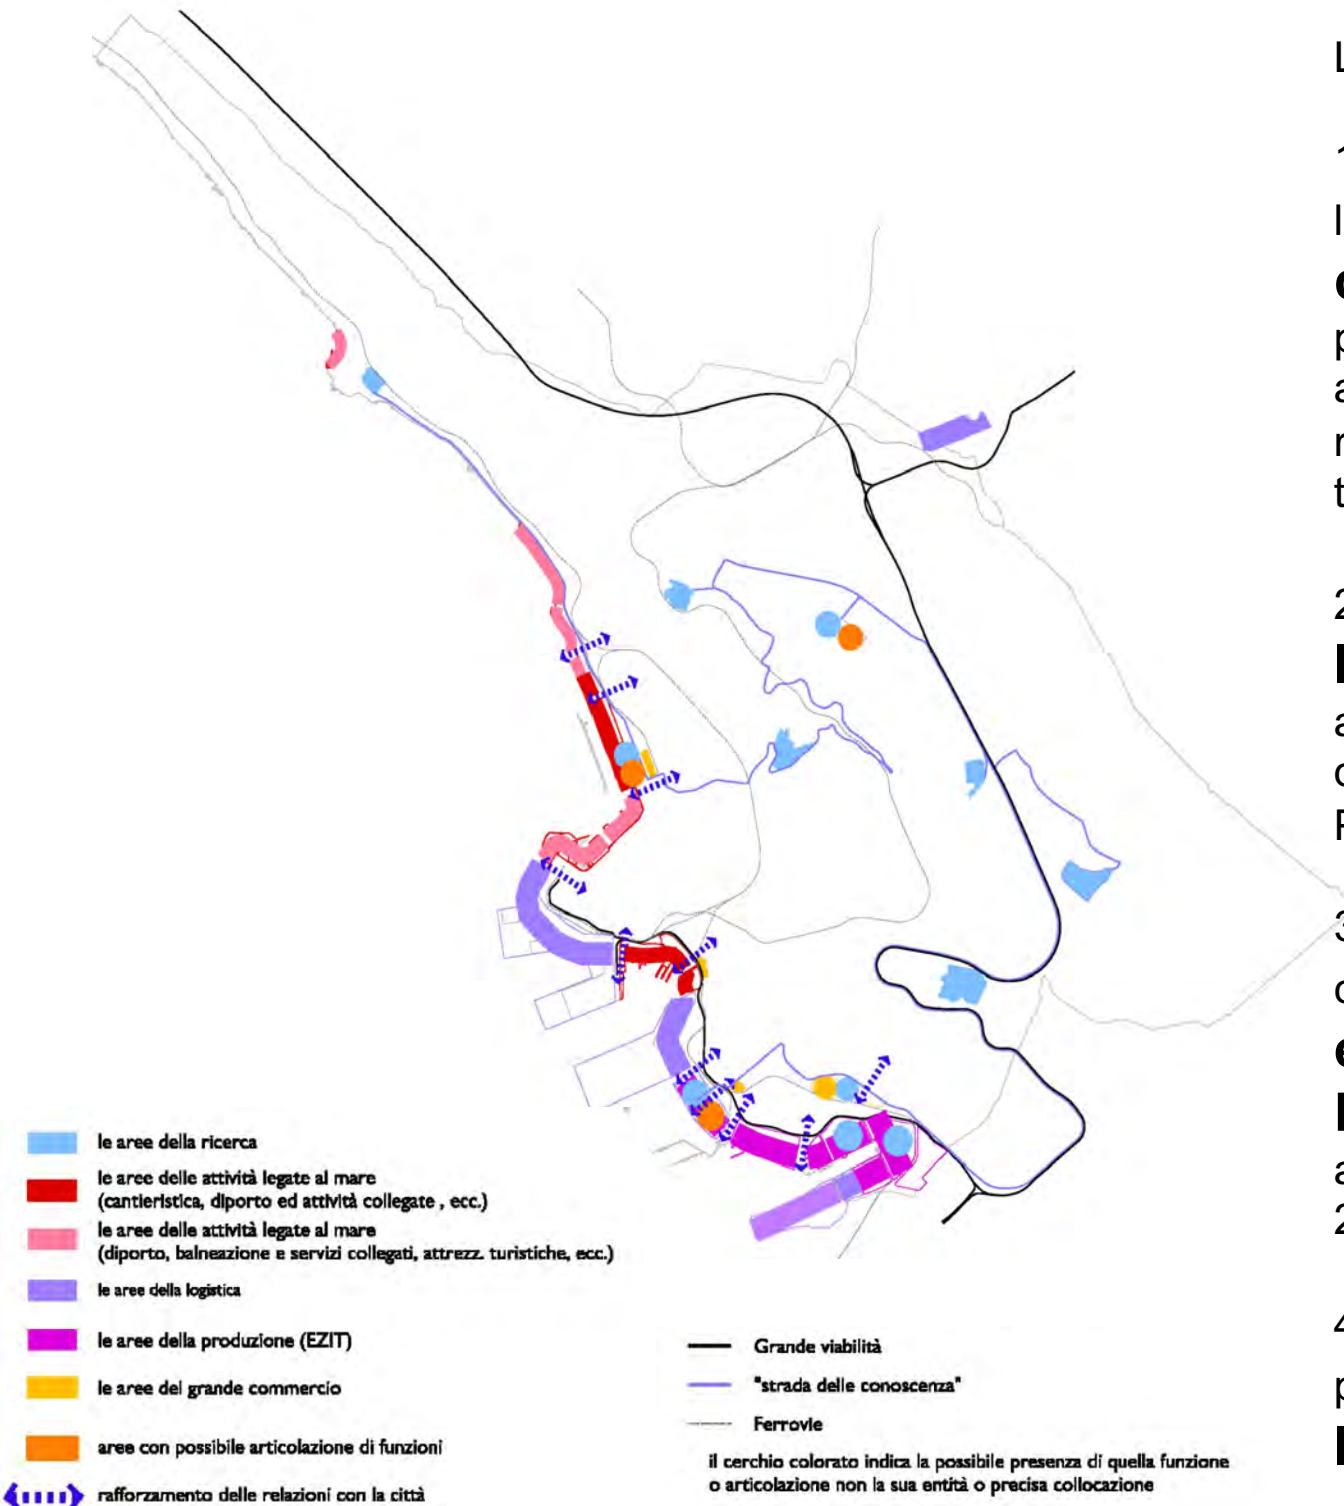 le aree della ricerca
le aree delle attività legate al mare
(cantieristica, diporto ed attività collegate , ecc.)
le aree delle attività legate al mare
(diporto, balneazione e servizi collegati, attrezz. turistiche, ecc.)
le aree della logistica
le aree della produzione (EZIT)
le aree del grande commercio
aree con possibile articolazione di funzioni
rafforzamento delle relazioni con la città
Grande viabilità
"strada delle conoscenza"
Ferrovie
il cerchio colorato indica la possibile presenza di quella funzione
o articolazione non la sua entità o precisa collocazione